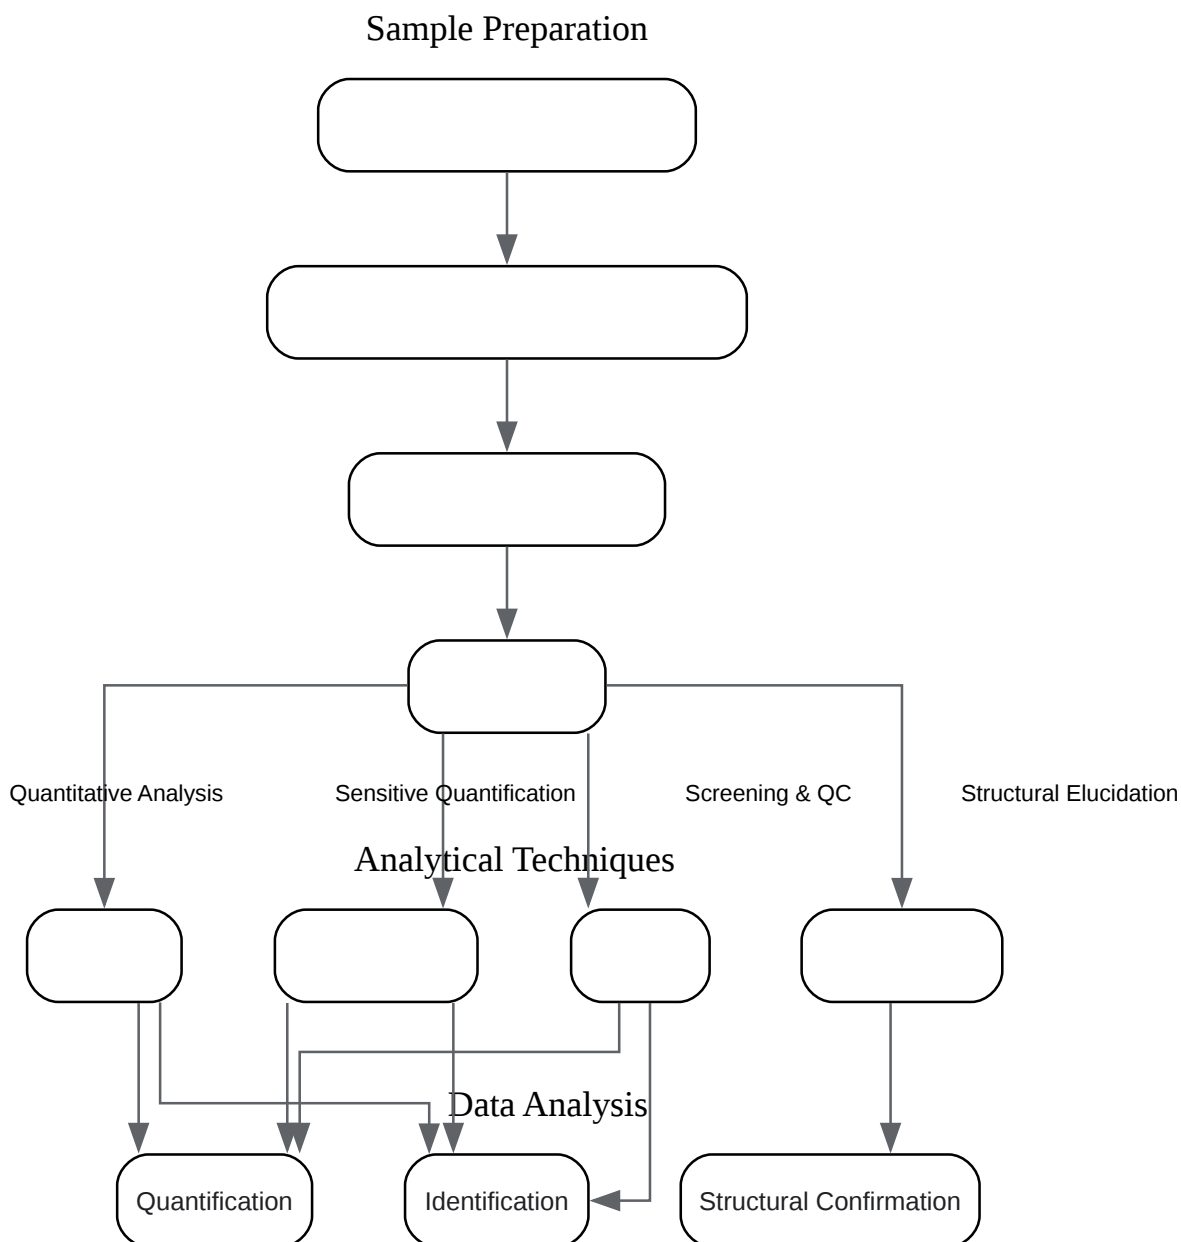 Sample Preparation
Quantitative Analysis
Sensitive Quantification
Screening & QC
Structural Elucidation
Analytical Techniques
Data Analysis
Quantification
Identification
Structural Confirmation